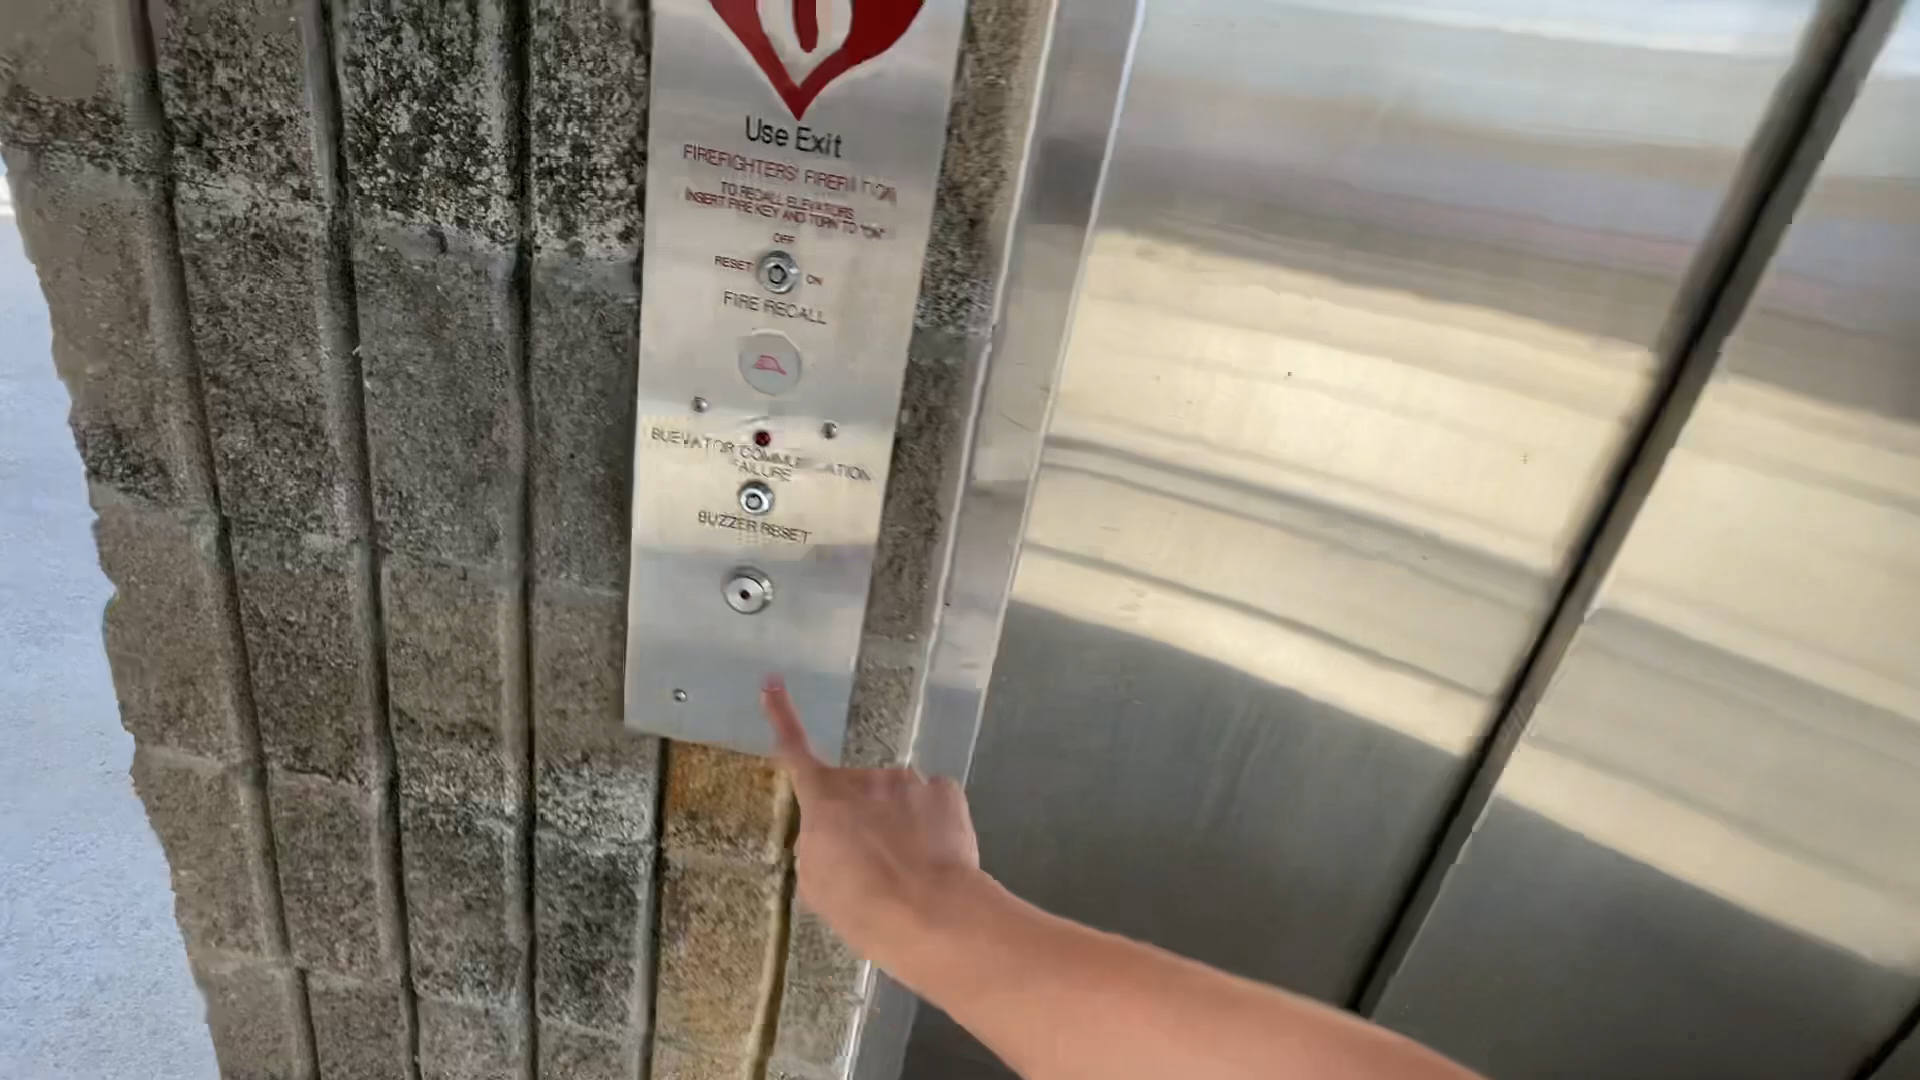 Use Exit
FIREFIGHTERS'
TO RECALL ELEVATORS
INSERT FIRE KEY AND TURN TO "ON"
OFF
RESET
ON
FIRE RECALL
FAILURE
BUZZER RESET